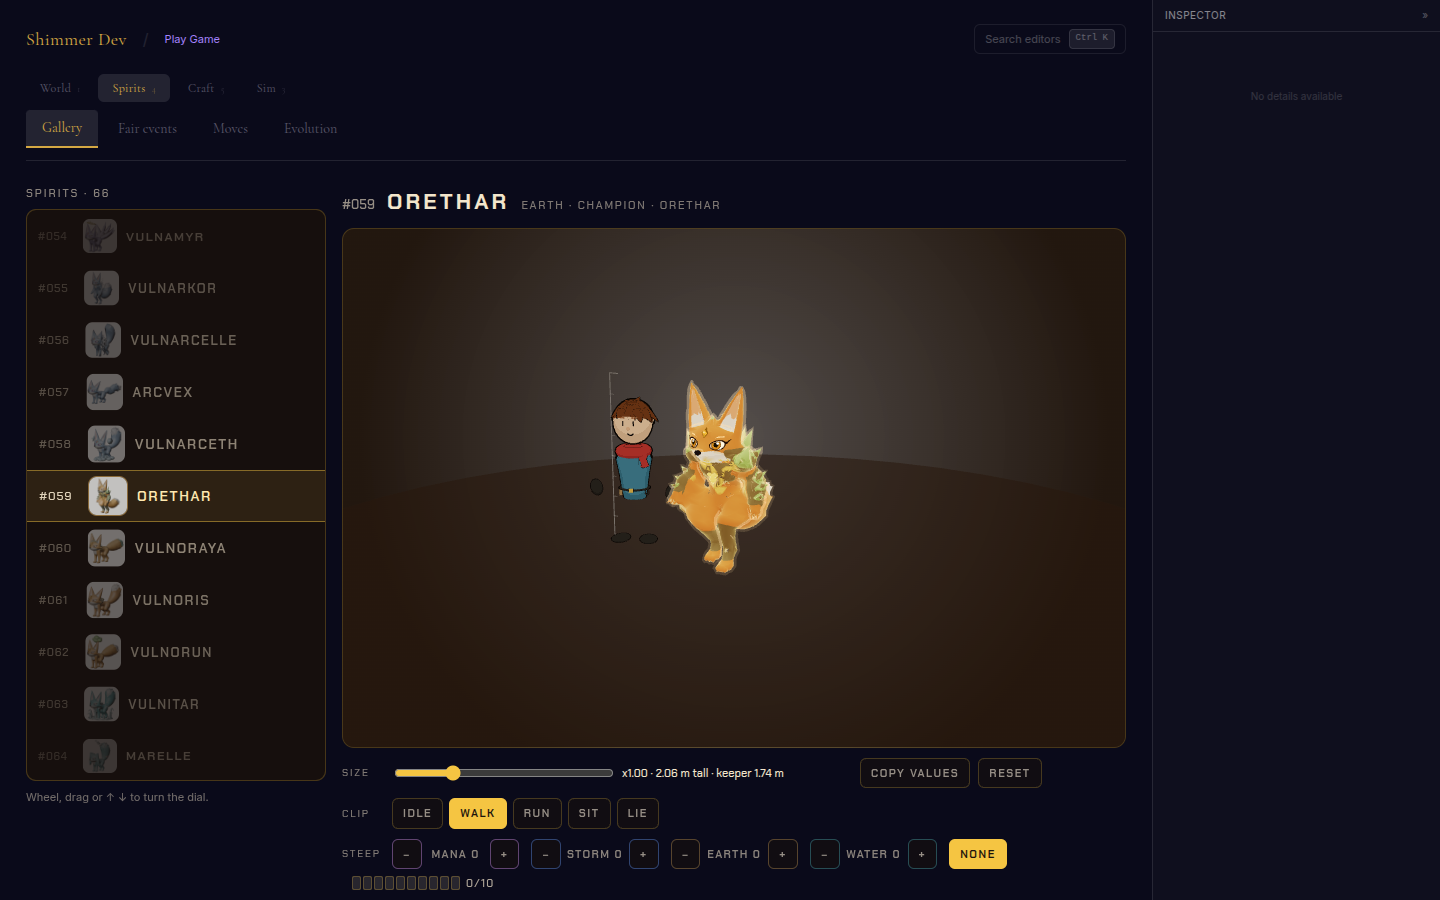 Shimmer Dev / Play Game
Search editors Ctrl K
World
Spirits
Craft
Sim
Gallery
Fair events
Moves
Evolution
SPIRITS · 66
#054 VULNAMYR
#055 VULNARKOR
#056 VULNARCELLE
#057 ARCVEX
#058 VULNARCETH
#059 ORETHAR
#060 VULNORAYA
#061 VULNORIS
#062 VULNORUN
#063 VULNITAR
#064 MARELLE
Wheel, drag or ↑ ↓ to turn the dial.
#059 ORETHAR EARTH · CHAMPION · ORETHAR
SIZE x1.00 · 2.06 m tall · keeper 1.74 m COPY VALUES RESET
CLIP IDLE WALK RUN SIT LIE
STEEP − MANA 0 + − STORM 0 + − EARTH 0 + − WATER 0 + NONE
0/10
INSPECTOR »
No details available